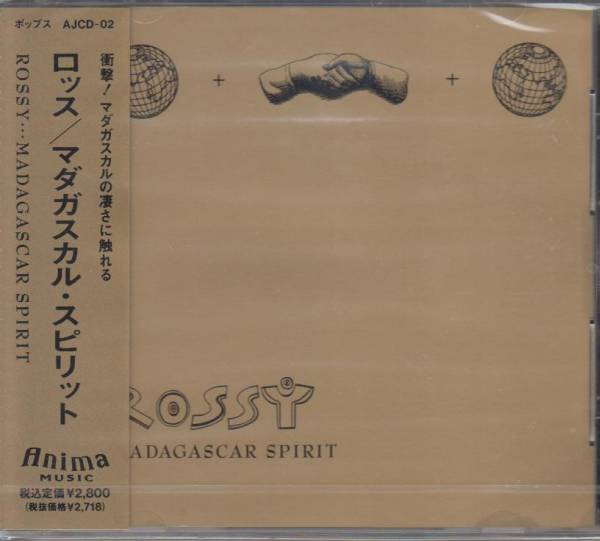 ポップス AJCD-02
衝撃！マダガスカルの凄さに触れる
ロッス／マダガスカル・スピリット
ROSSY…MADAGASCAR SPIRIT
Anima
MUSIC
税込定価¥2,800
(税抜価格¥2,718)
ROSSY
ADAGASCAR SPIRIT